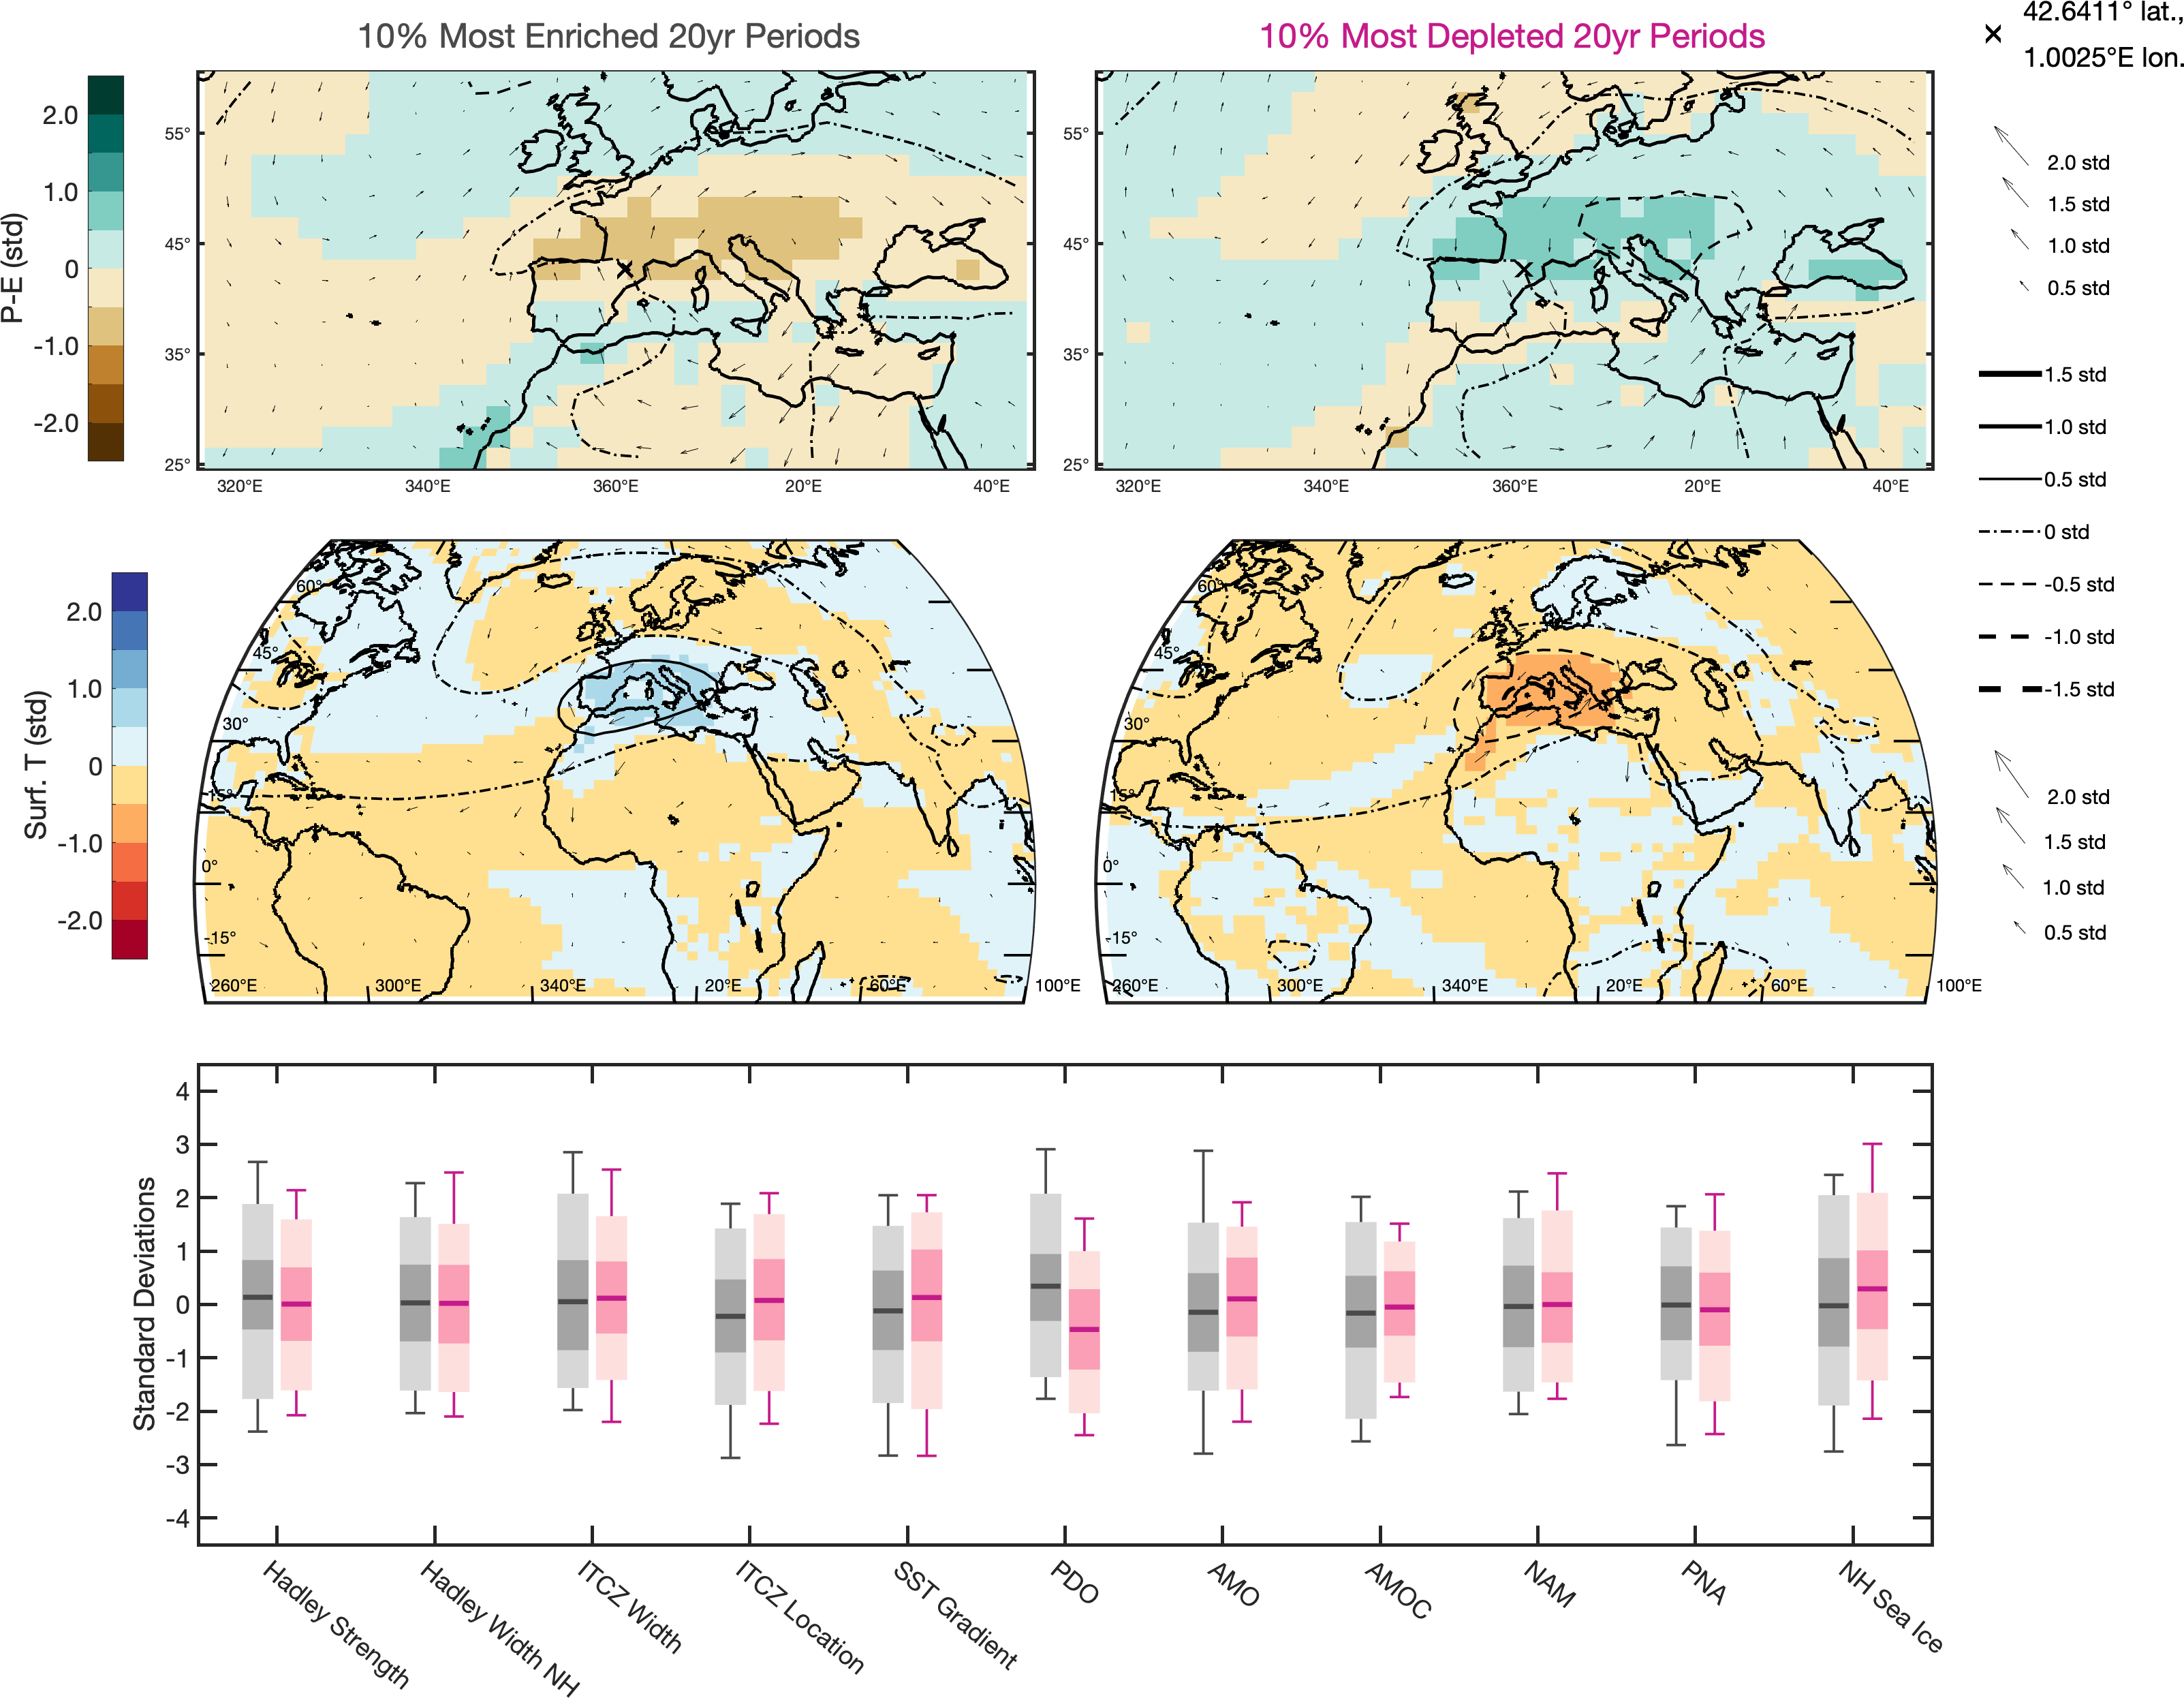 10% Most Enriched 20yr Periods
10% Most Depleted 20yr Periods
42.6411° lat.,
1.0025°E lon.
P-E (std)
2.0
1.0
0
-1.0
-2.0
55°
45°
35°
25°
320°E
340°E
360°E
20°E
40°E
55°
45°
35°
25°
320°E
340°E
360°E
20°E
40°E
2.0 std
1.5 std
1.0 std
0.5 std
1.5 std
1.0 std
0.5 std
0 std
-0.5 std
-1.0 std
-1.5 std
Surf. T (std)
2.0
1.0
0
-1.0
-2.0
60°
45°
30°
15°
0°
-15°
260°E
300°E
340°E
20°E
60°E
100°E
60°
45°
30°
15°
0°
-15°
260°E
300°E
340°E
20°E
60°E
100°E
2.0 std
1.5 std
1.0 std
0.5 std
Standard Deviations
4
3
2
1
0
-1
-2
-3
-4
Hadley Strength
Hadley Width NH
ITCZ Width
ITCZ Location
SST Gradient
PDO
AMO
AMOC
NAM
PNA
NH Sea Ice